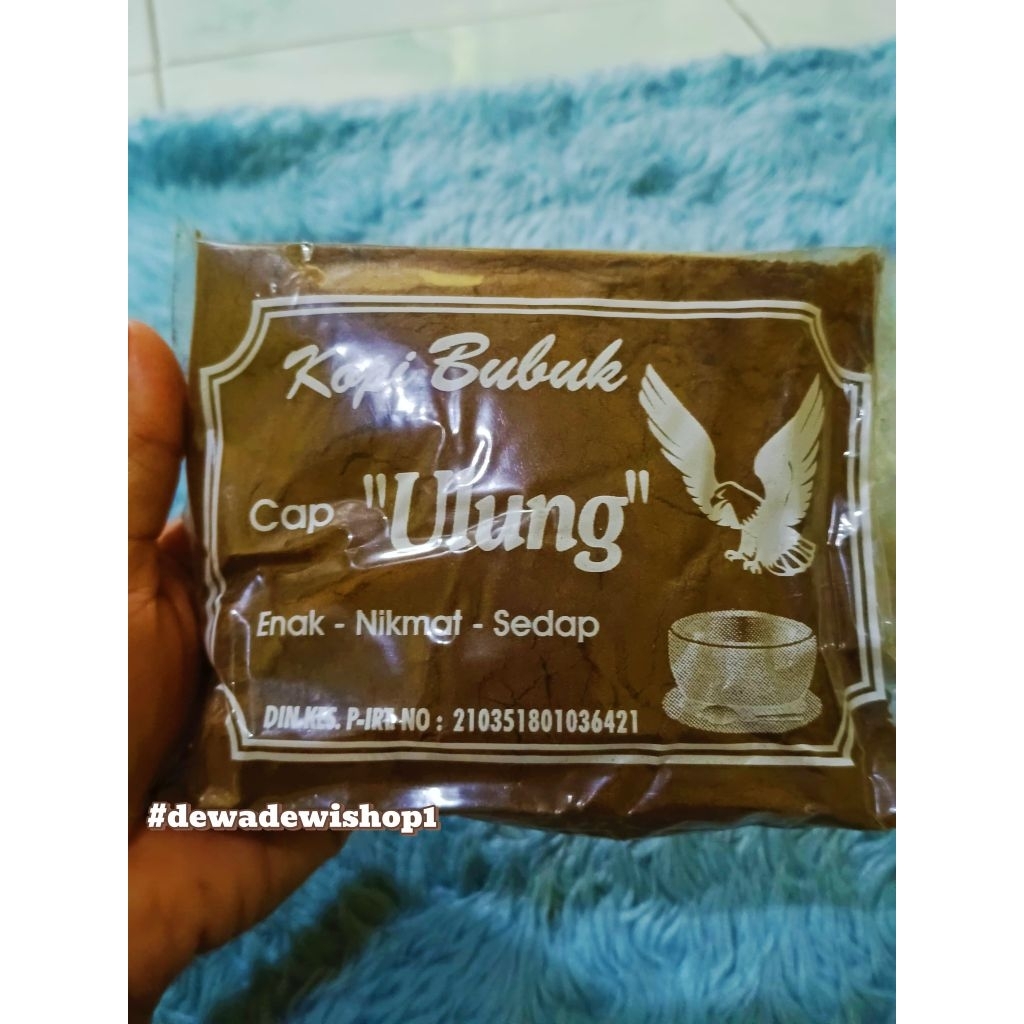 Kopi Bubuk
Cap "Ulung"
Enak - Nikmat - Sedap
DIN.KES. P-IRT-NO : 210351801036421
#dewadewishop1